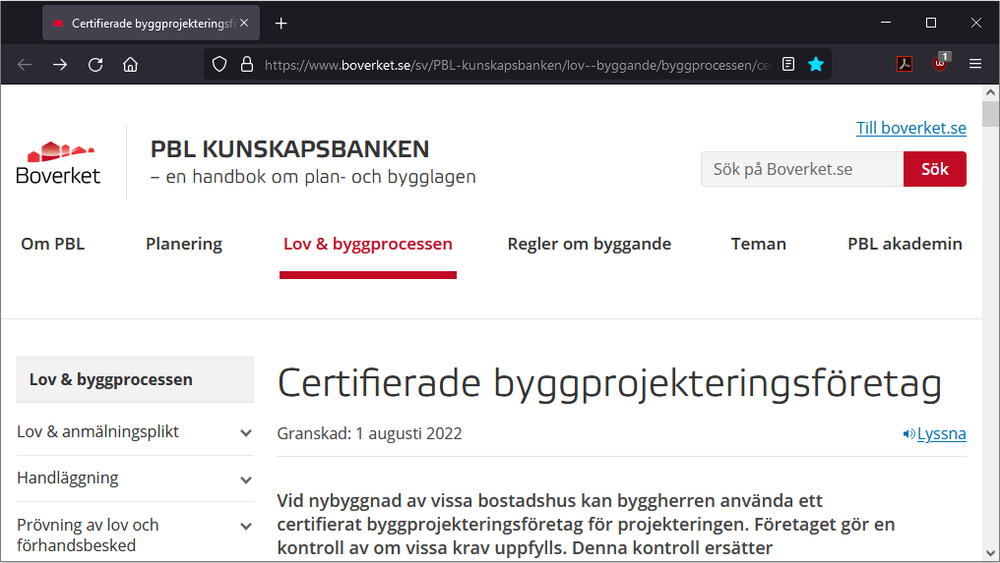 Certifierade byggprojekteringsf
https://www.boverket.se/sv/PBL-kunskapsbanken/lov--byggande/byggprocessen/ce
1
Till boverket.se
Boverket
PBL KUNSKAPSBANKEN
– en handbok om plan- och bygglagen
Sök på Boverket.se
Sök
Om PBL Planering Lov & byggprocessen Regler om byggande Teman PBL akademin
Lov & byggprocessen
Lov & anmälningsplikt
Handläggning
Prövning av lov och
förhandsbesked
Certifierade byggprojekteringsföretag
Granskad: 1 augusti 2022
Lyssna
Vid nybyggnad av vissa bostadshus kan byggherren använda ett
certifierat byggprojekteringsföretag för projekteringen. Företaget gör en
kontroll av om vissa krav uppfylls. Denna kontroll ersätter